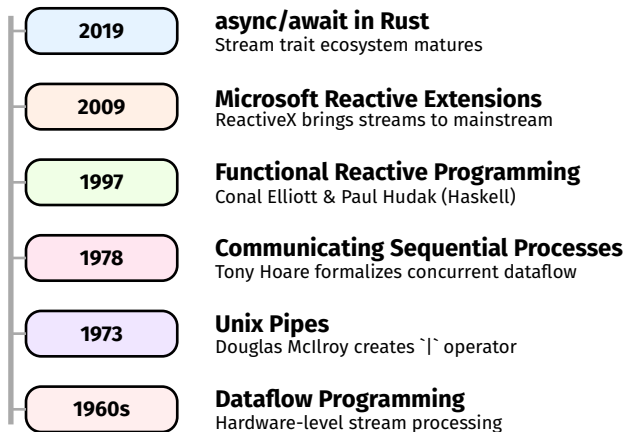 2019
async/await in Rust
Stream trait ecosystem matures
2009
Microsoft Reactive Extensions
ReactiveX brings streams to mainstream
1997
Functional Reactive Programming
Conal Elliott & Paul Hudak (Haskell)
1978
Communicating Sequential Processes
Tony Hoare formalizes concurrent dataflow
1973
Unix Pipes
Douglas McIlroy creates `|` operator
1960s
Dataflow Programming
Hardware-level stream processing